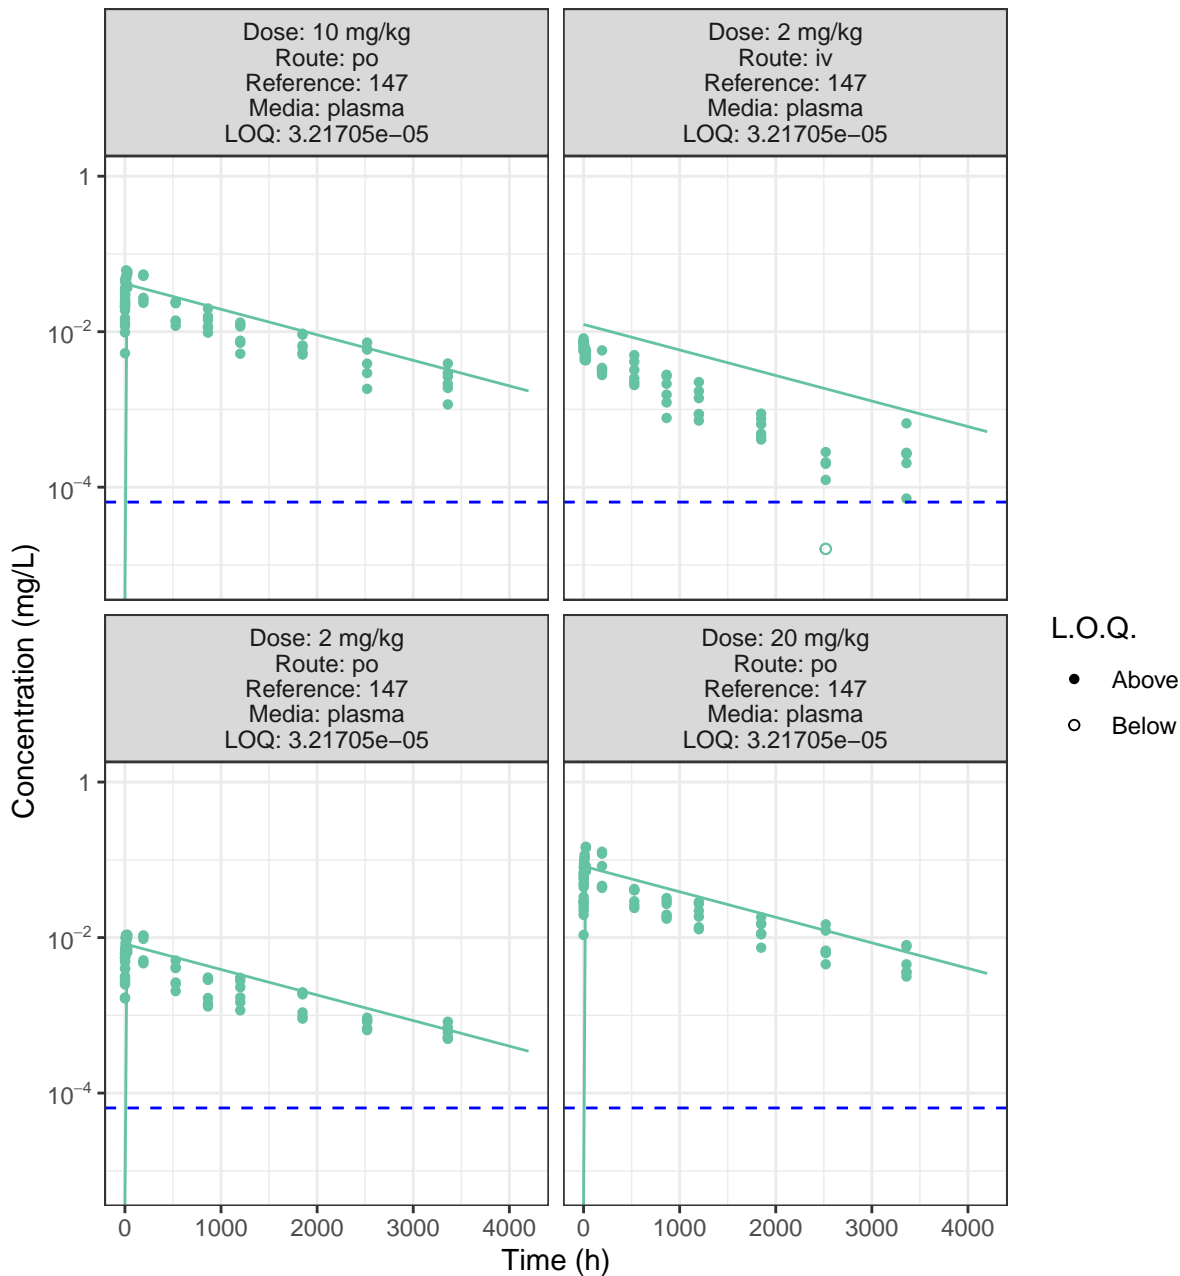 Dose: 10 mg/kg
Route: po
Reference: 147
Media: plasma
LOQ: 3.21705e−05
Dose: 2 mg/kg
Route: iv
Reference: 147
Media: plasma
LOQ: 3.21705e−05
1
10⁻²
10⁻⁴
Dose: 2 mg/kg
Route: po
Reference: 147
Media: plasma
LOQ: 3.21705e−05
Dose: 20 mg/kg
Route: po
Reference: 147
Media: plasma
LOQ: 3.21705e−05
1
10⁻²
10⁻⁴
0 1000 2000 3000 4000
0 1000 2000 3000 4000
Time (h)
Concentration (mg/L)
L.O.Q.
Above
Below